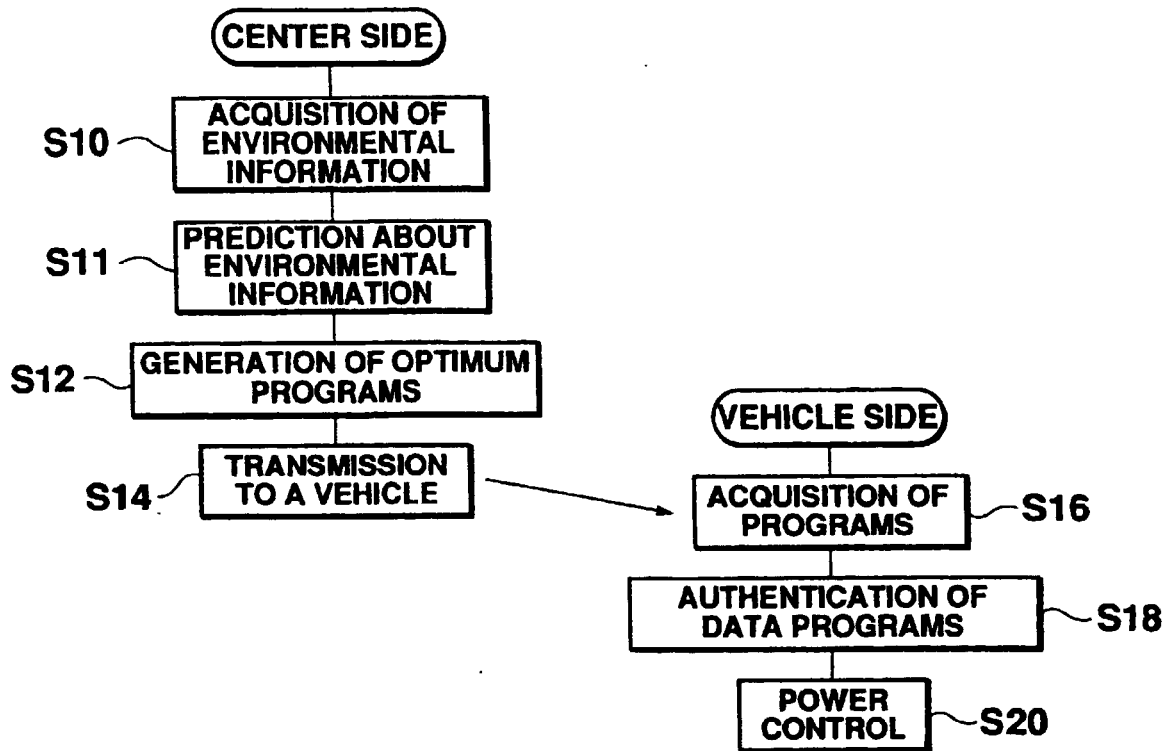 CENTER SIDE
S10
ACQUISITION OF
ENVIRONMENTAL
INFORMATION
S11
PREDICTION ABOUT
ENVIRONMENTAL
INFORMATION
S12
GENERATION OF OPTIMUM
PROGRAMS
S14
TRANSMISSION
TO A VEHICLE
VEHICLE SIDE
ACQUISITION OF
PROGRAMS
S16
AUTHENTICATION OF
DATA PROGRAMS
S18
POWER
CONTROL
S20